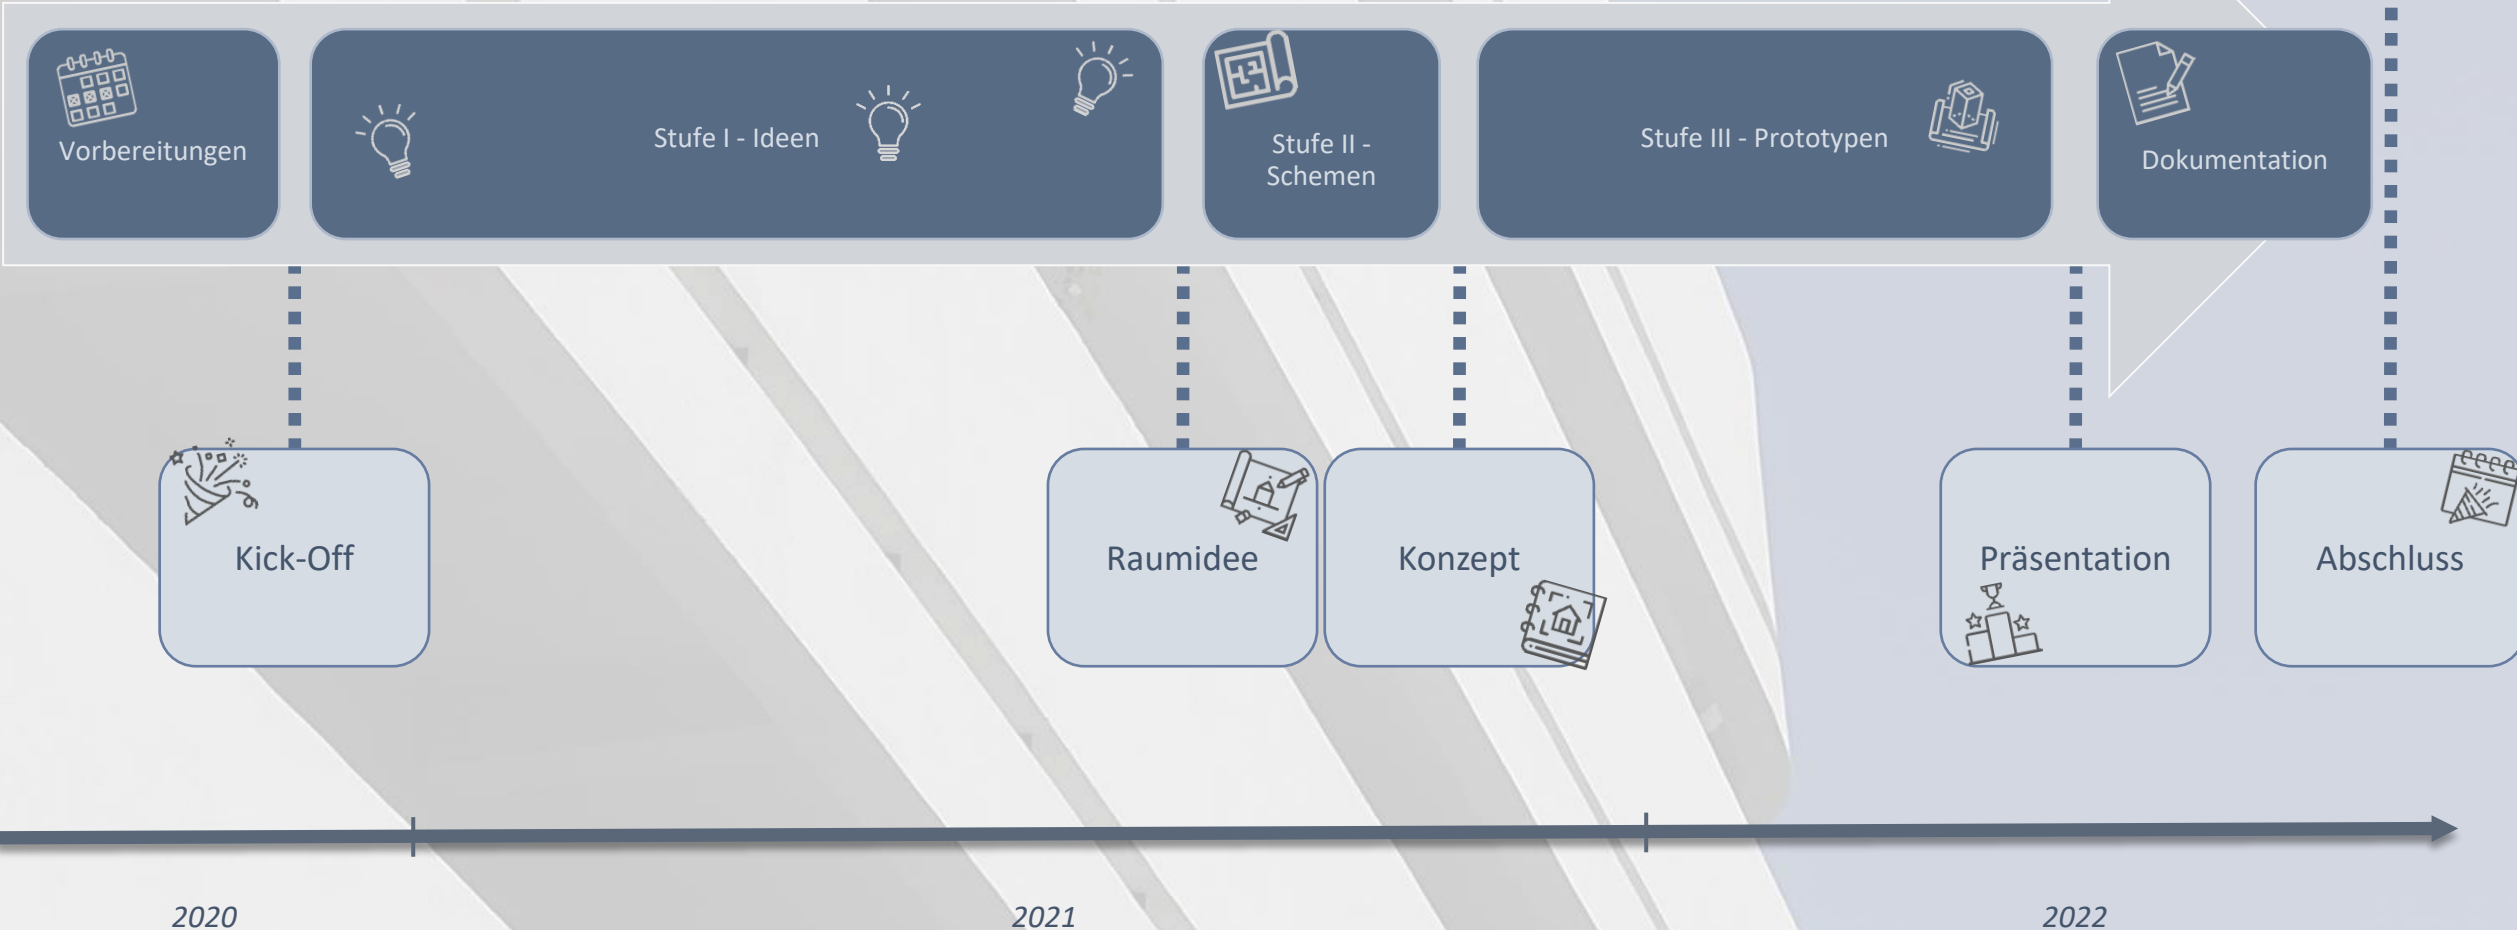 Vorbereitungen
Stufe I - Ideen
Stufe II -
Schemen
Stufe III - Prototypen
Dokumentation
Kick-Off
Raumidee
Konzept
Präsentation
Abschluss
2020
2021
2022